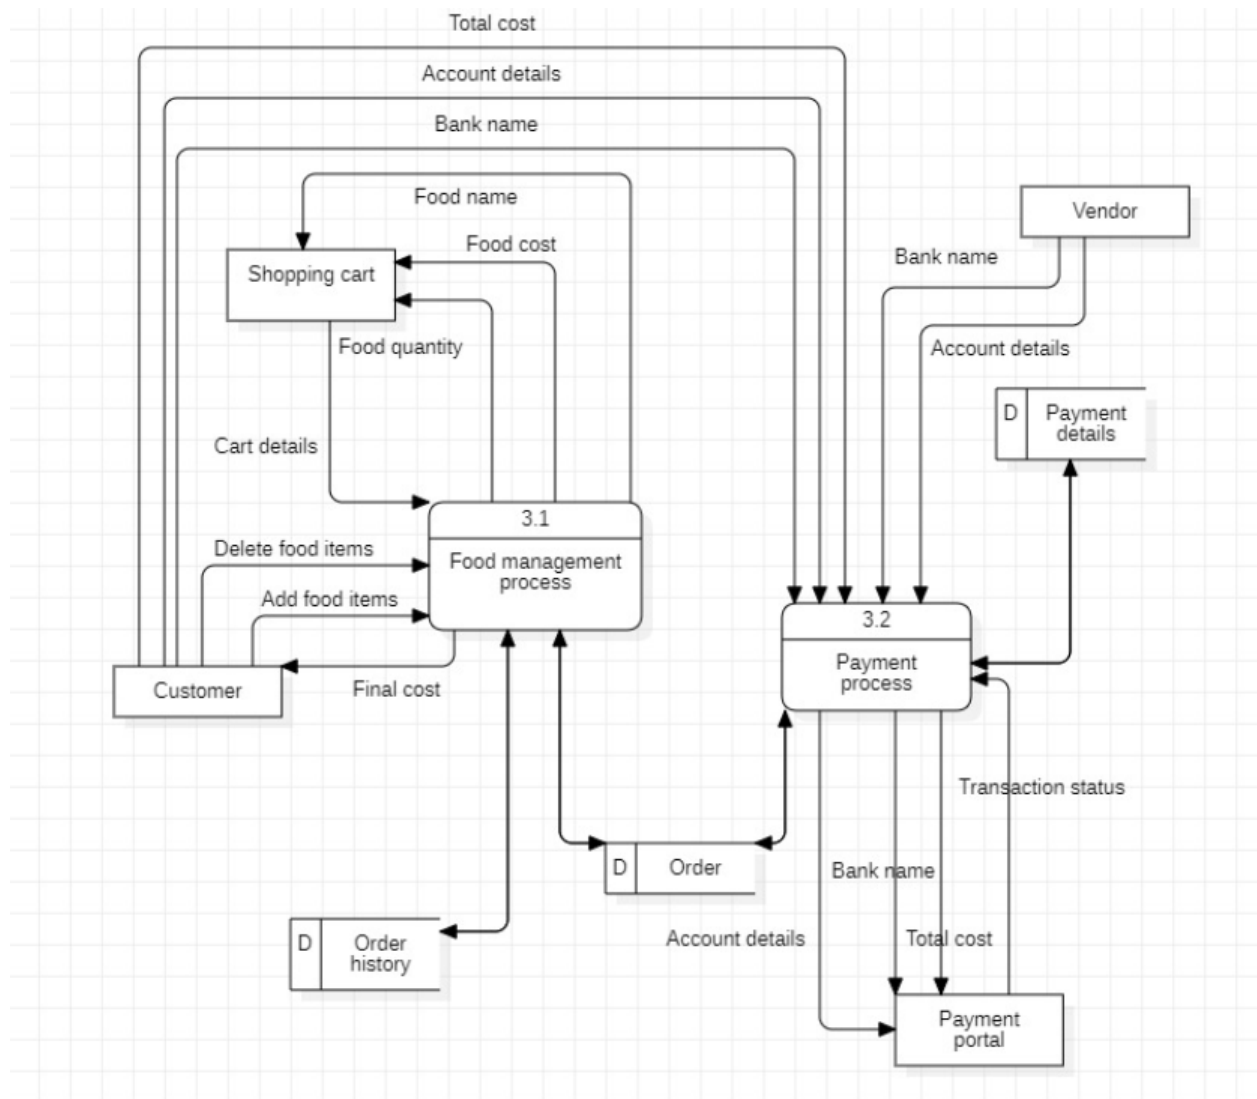 Total cost
Account details
Bank name
Food name
Vendor
Food cost
Bank name
Shopping cart
Food quantity
Account details
D
Payment
details
Cart details
3.1
Delete food items
Food management
process
Add food items
3.2
Payment
process
Customer
Final cost
Transaction status
D
Order
Bank name
Account details
Total cost
D
Order
history
Payment
portal